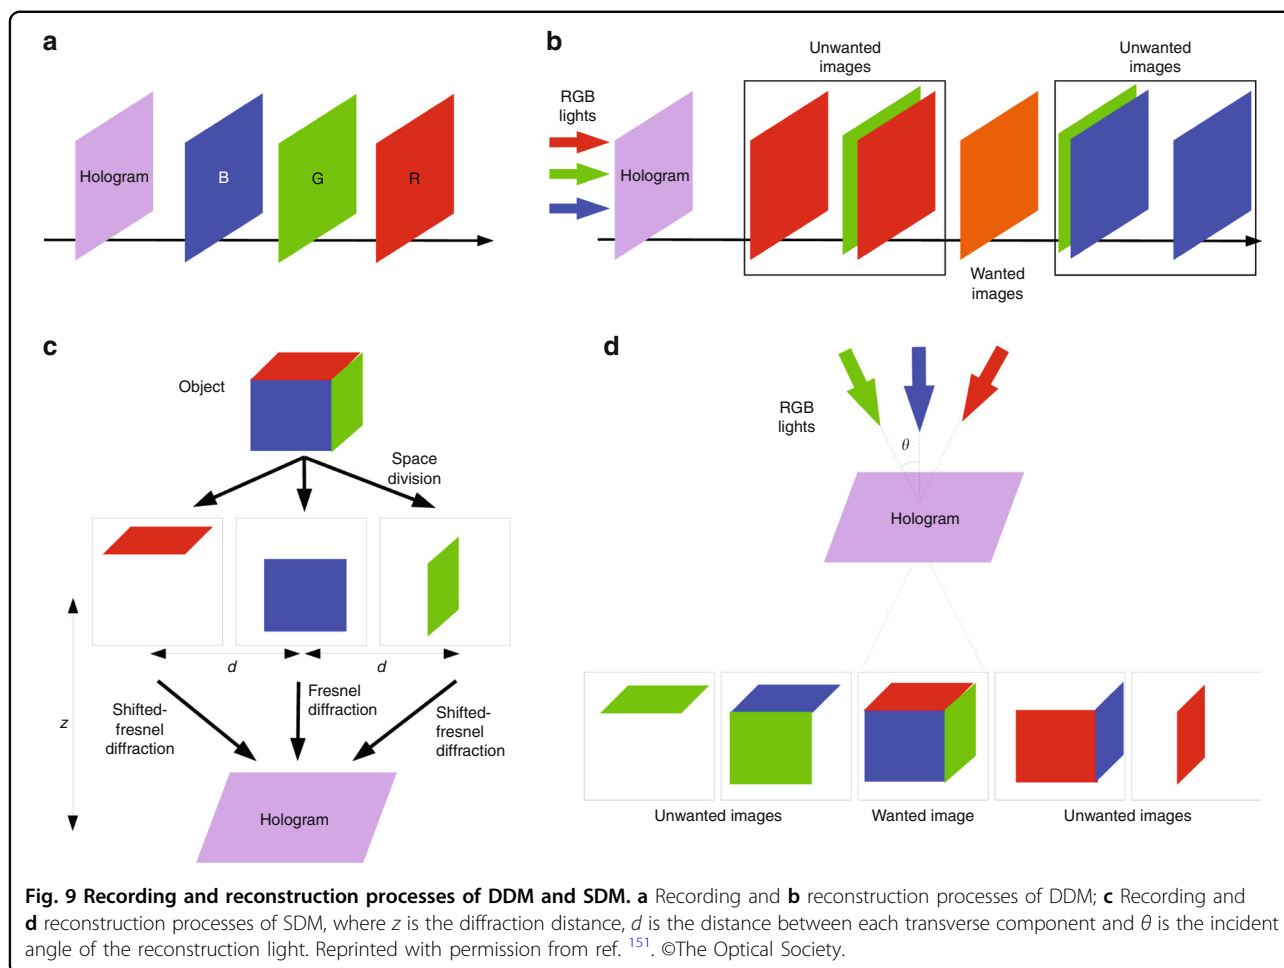 a
Hologram
B
G
R
b
Unwanted
images
Unwanted
images
RGB
lights
Hologram
Wanted
images
c
Object
Space
division
d
d
z
Shifted-
fresnel
diffraction
Fresnel
diffraction
Shifted-
fresnel
diffraction
Hologram
d
RGB
lights
θ
Hologram
Unwanted images
Wanted image
Unwanted images
Fig. 9 Recording and reconstruction processes of DDM and SDM. a Recording and b reconstruction processes of DDM; c Recording and
d reconstruction processes of SDM, where z is the diffraction distance, d is the distance between each transverse component and θ is the incident
angle of the reconstruction light. Reprinted with permission from ref. 151. ©The Optical Society.